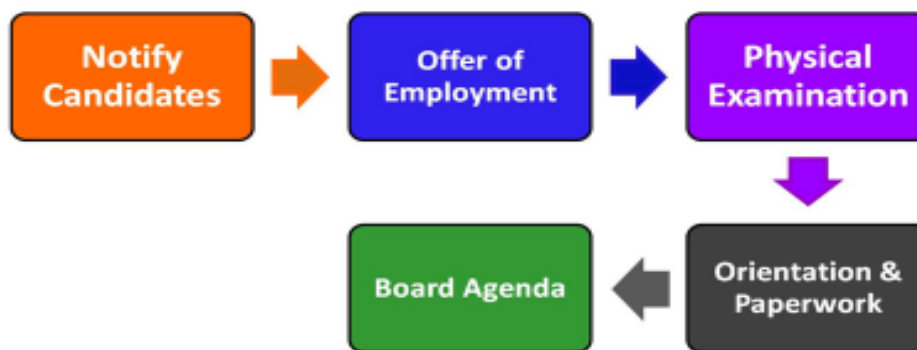 Notify
Candidates
Offer of
Employment
Physical
Examination
Orientation &
Paperwork
Board Agenda